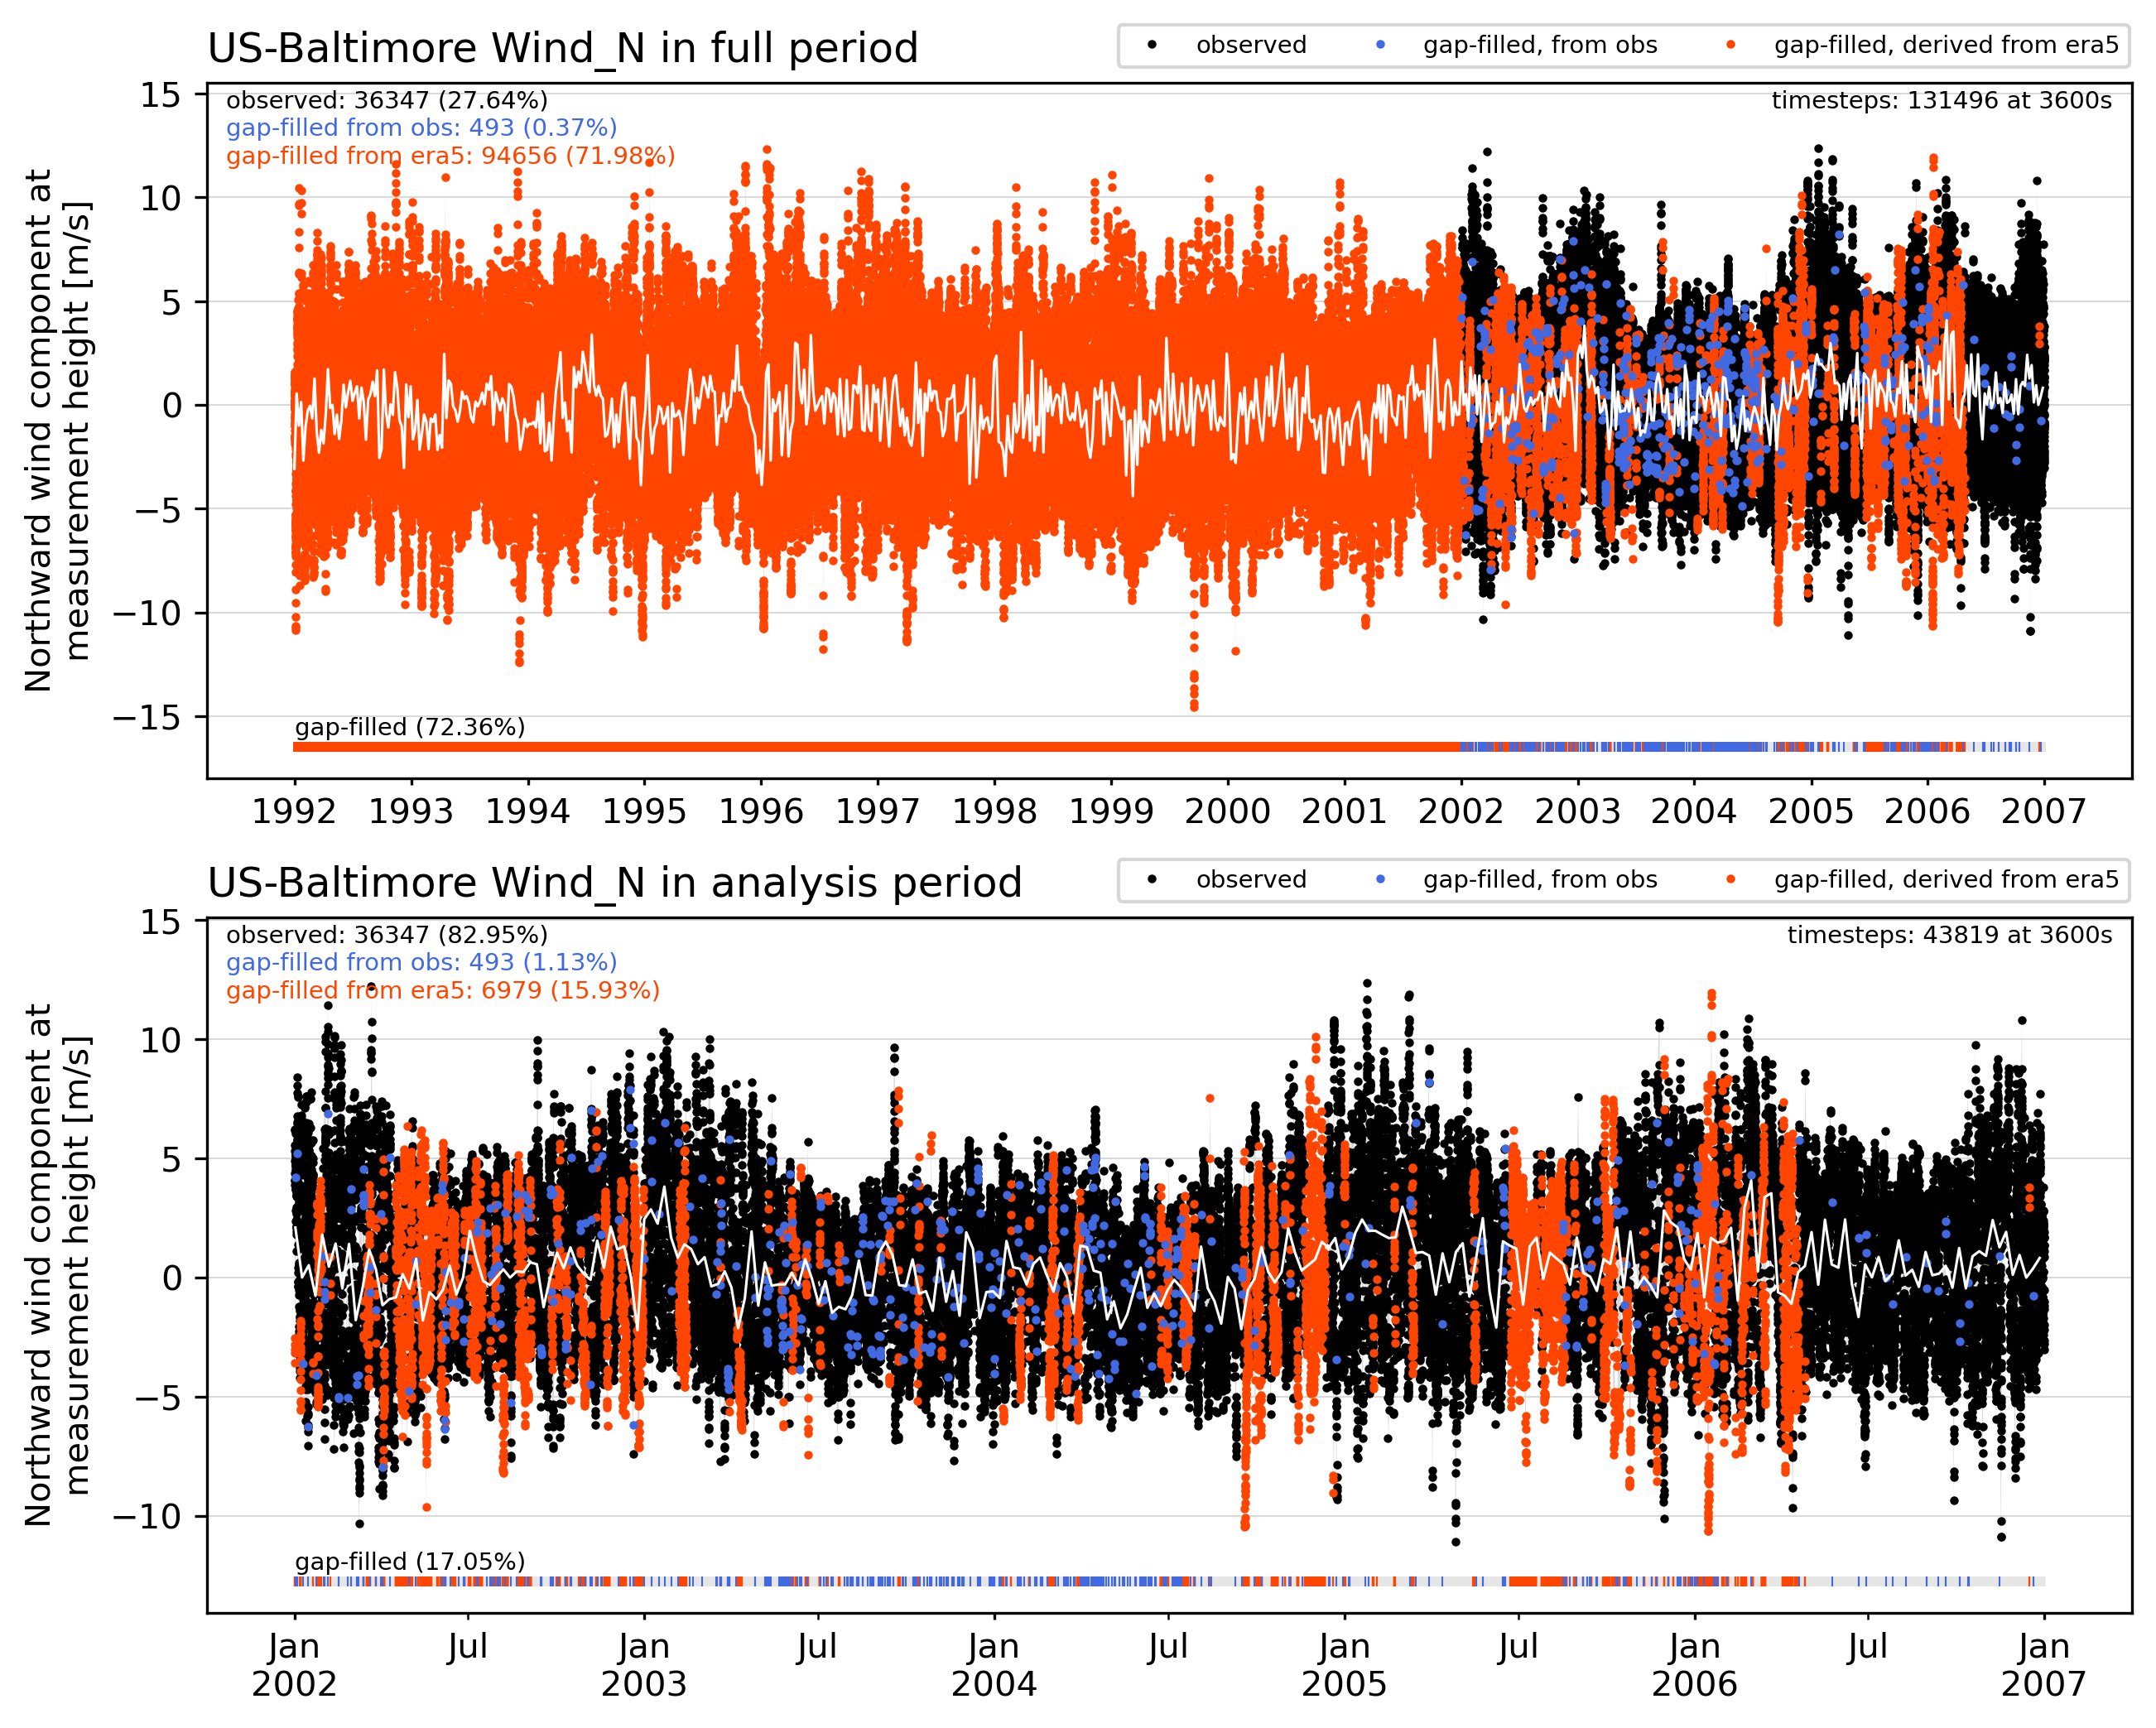 US-Baltimore Wind_N in full period
observed
gap-filled, from obs
gap-filled, derived from era5
observed: 36347 (27.64%)
gap-filled from obs: 493 (0.37%)
gap-filled from era5: 94656 (71.98%)
timesteps: 131496 at 3600s
Northward wind component at
measurement height [m/s]
15
10
5
0
−5
−10
−15
gap-filled (72.36%)
1992 1993 1994 1995 1996 1997 1998 1999 2000 2001 2002 2003 2004 2005 2006 2007
US-Baltimore Wind_N in analysis period
observed
gap-filled, from obs
gap-filled, derived from era5
observed: 36347 (82.95%)
gap-filled from obs: 493 (1.13%)
gap-filled from era5: 6979 (15.93%)
timesteps: 43819 at 3600s
Northward wind component at
measurement height [m/s]
15
10
5
0
−5
−10
gap-filled (17.05%)
Jan Jul Jan Jul Jan Jul Jan Jul Jan Jul Jan
2002 2003 2004 2005 2006 2007